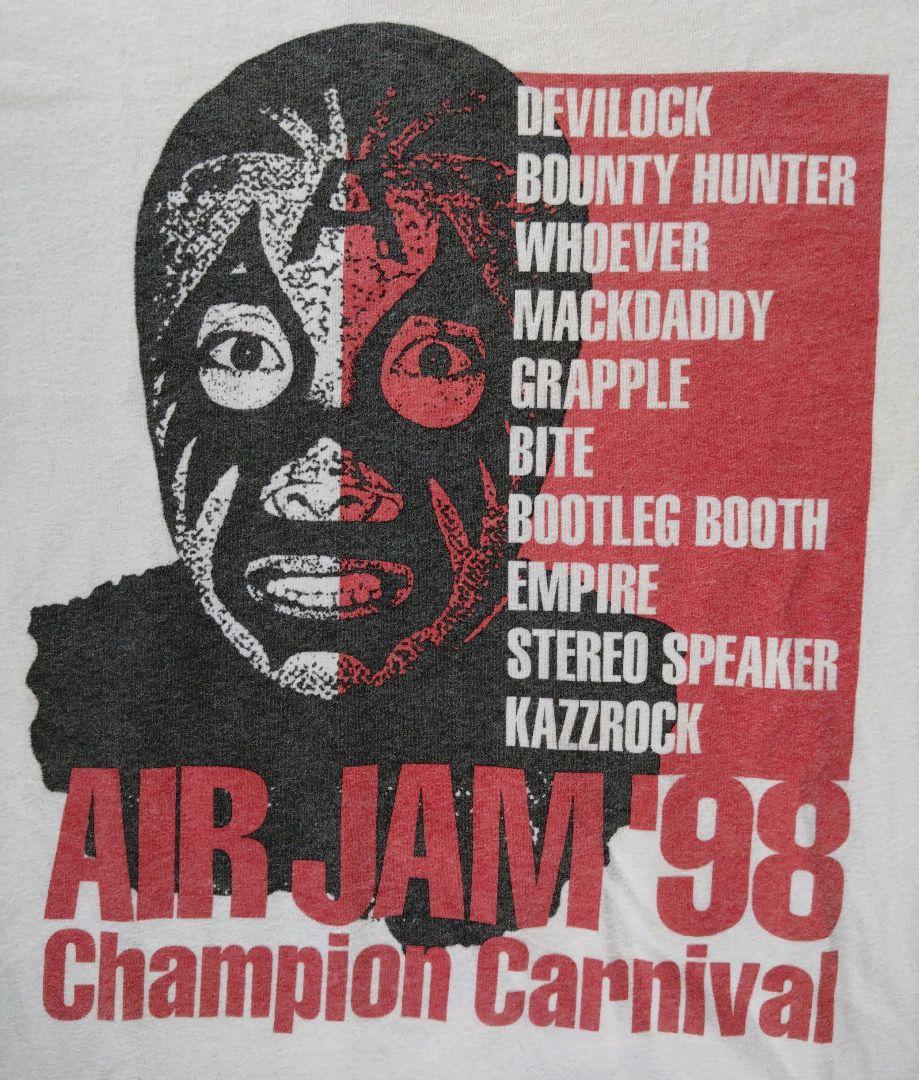 DEVILOCK
BOUNTY HUNTER
WHOEVER
MACKDADDY
GRAPPLE
BITE
BOOTLEG BOOTH
EMPIRE
STEREO SPEAKER
KAZZROCK
AIR JAM '98
Champion Carnival